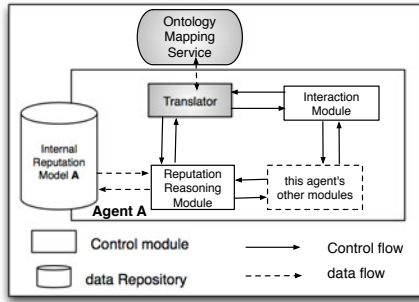 Ontology
Mapping
Service
Translator
Interaction
Module
Internal
Reputation
Model A
Reputation
Reasoning
Module
this agent's
other modules
Agent A
Control module
Control flow
data Repository
data flow